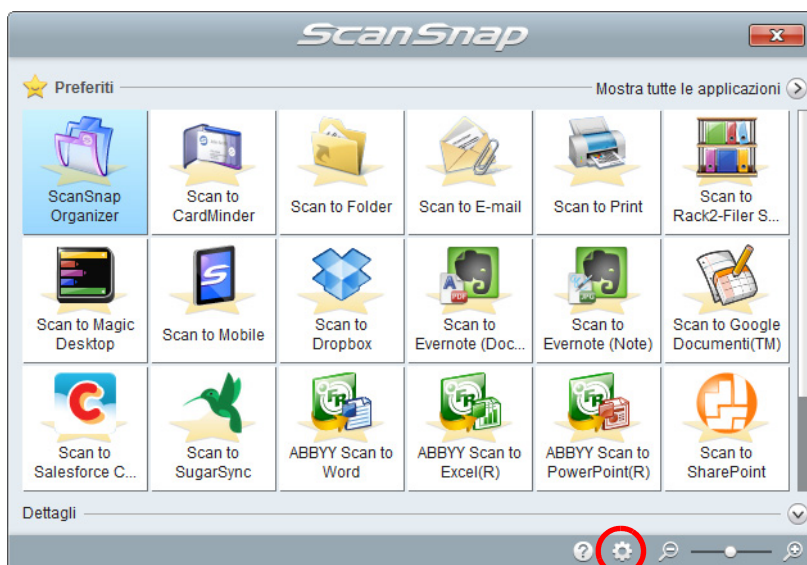 ScanSnap
Preferiti
Mostra tutte le applicazioni
ScanSnap
Organizer
Scan to
CardMinder
Scan to Folder
Scan to E-mail
Scan to Print
Scan to
Rack2-Filer S...
Scan to Magic
Desktop
Scan to Mobile
Scan to
Dropbox
Scan to
Evernote (Doc...
Scan to
Evernote (Note)
Scan to Google
Documenti(TM)
Scan to
Salesforce C...
Scan to
SugarSync
ABBYY Scan to
Word
ABBYY Scan to
Excel(R)
ABBYY Scan to
PowerPoint(R)
Scan to
SharePoint
Dettagli